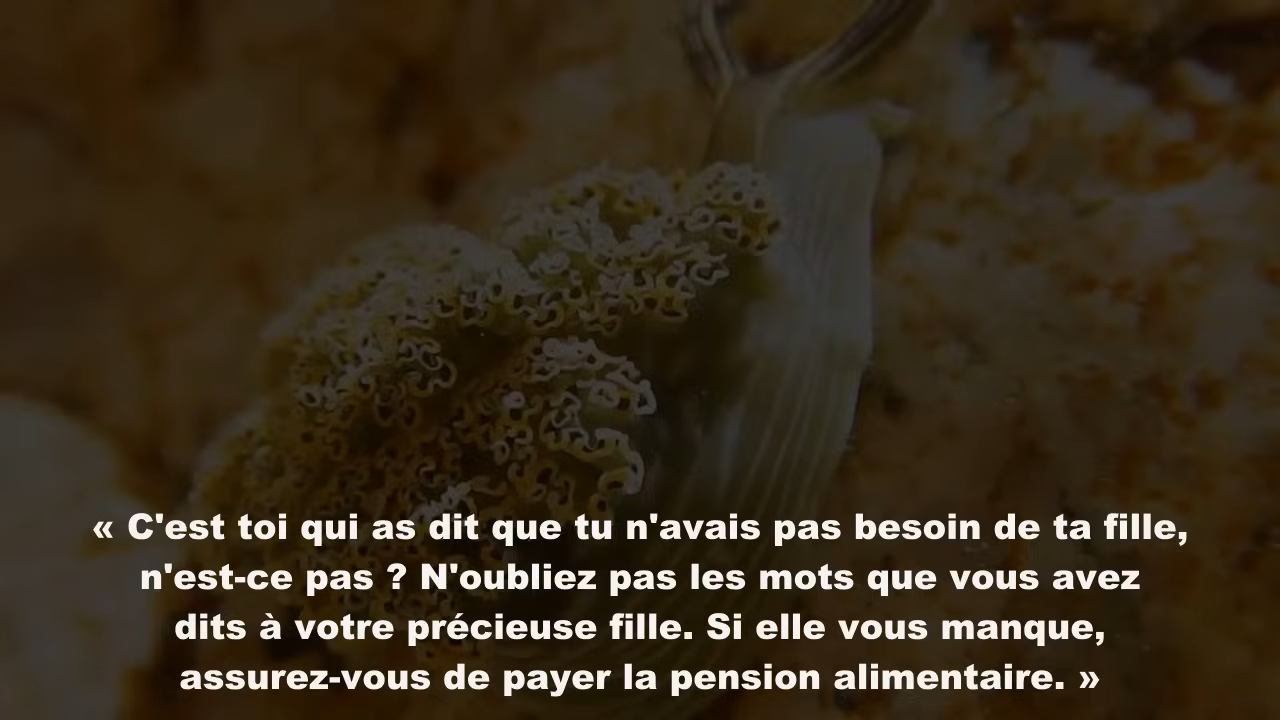 « C'est toi qui as dit que tu n'avais pas besoin de ta fille,
n'est-ce pas ? N'oubliez pas les mots que vous avez
dits à votre précieuse fille. Si elle vous manque,
assurez-vous de payer la pension alimentaire. »